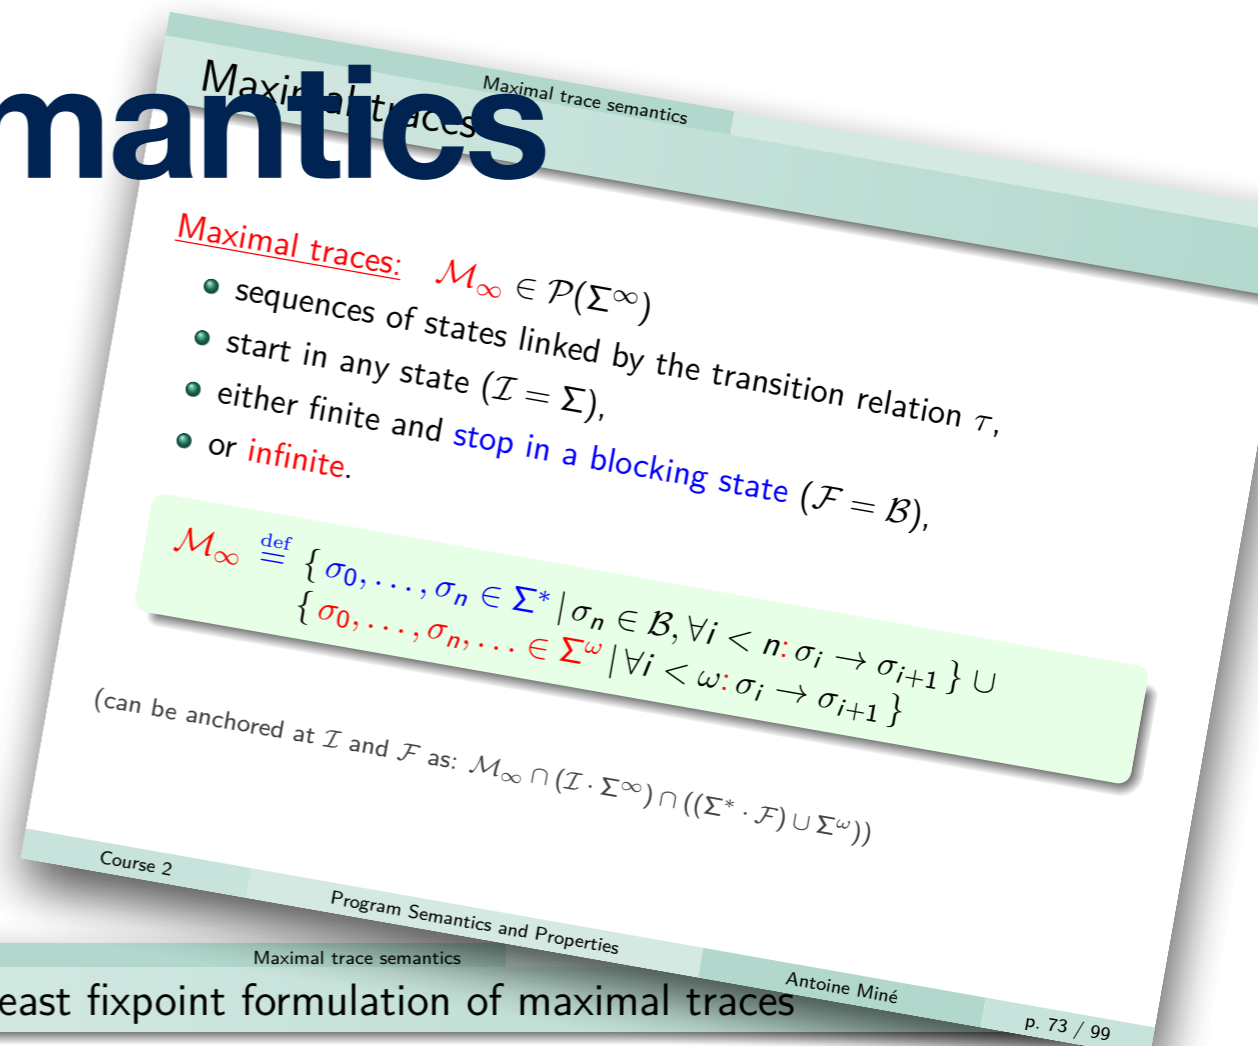 mantics
Maximal trace semantics
Maximal traces
Maximal traces: ℳ∞ ∈ 𝒫(Σ^∞)
sequences of states linked by the transition relation τ,
start in any state (ℐ = Σ),
either finite and stop in a blocking state (ℱ = ℬ),
or infinite.
ℳ∞ def= { σ₀, . . . , σₙ ∈ Σ* | σₙ ∈ ℬ, ∀i < n: σᵢ → σᵢ₊₁ } ∪
{ σ₀, . . . , σₙ, . . . ∈ Σ^ω | ∀i < ω: σᵢ → σᵢ₊₁ }
(can be anchored at ℐ and ℱ as: ℳ∞ ∩ (ℐ · Σ^∞) ∩ ((Σ* · ℱ) ∪ Σ^ω))
Course 2
Program Semantics and Properties
Antoine Miné
p. 73 / 99
Maximal trace semantics
east fixpoint formulation of maximal traces